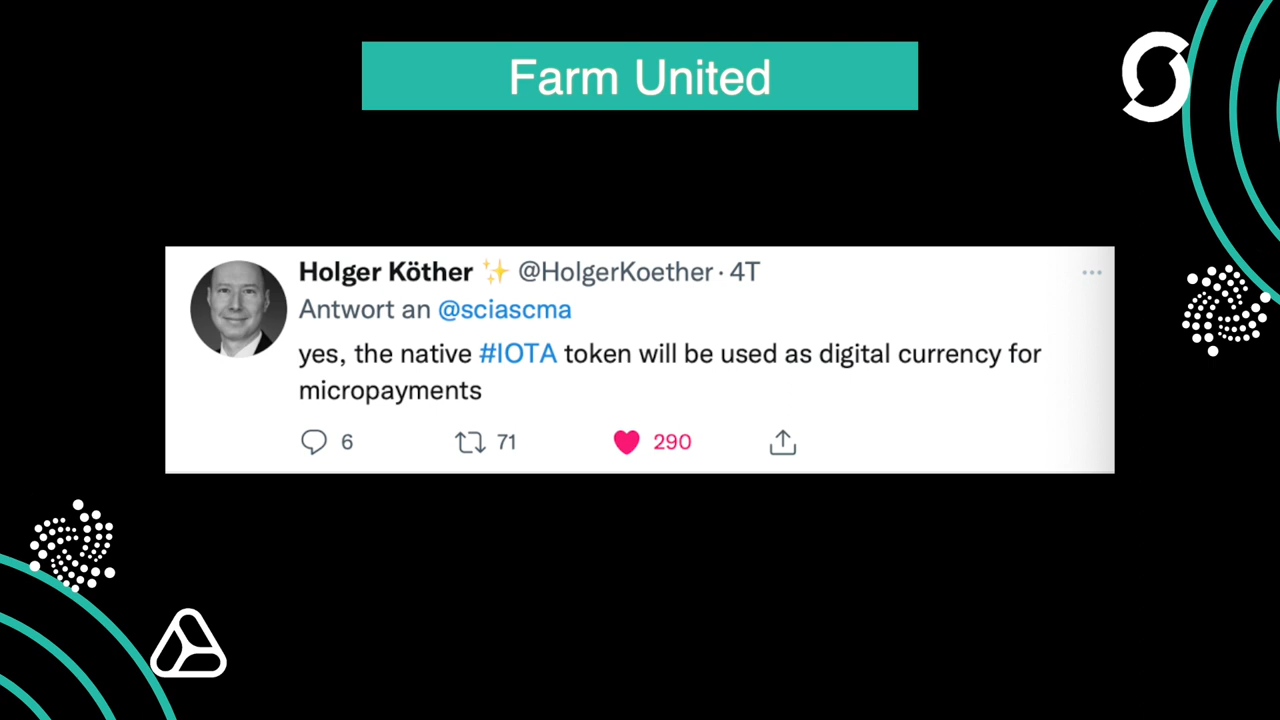 Farm United
Holger Köther ✨ @HolgerKoether · 4T
Antwort an @sciascma
yes, the native #IOTA token will be used as digital currency for
micropayments
6 71 290